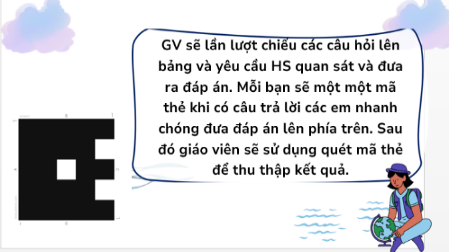 GV sẽ lần lượt chiếu các câu hỏi lên
bảng và yêu cầu HS quan sát và đưa
ra đáp án. Mỗi bạn sẽ một một mã
thẻ khi có câu trả lời các em nhanh
chóng đưa đáp án lên phía trên. Sau
đó giáo viên sẽ sử dụng quét mã thẻ
để thu thập kết quả.